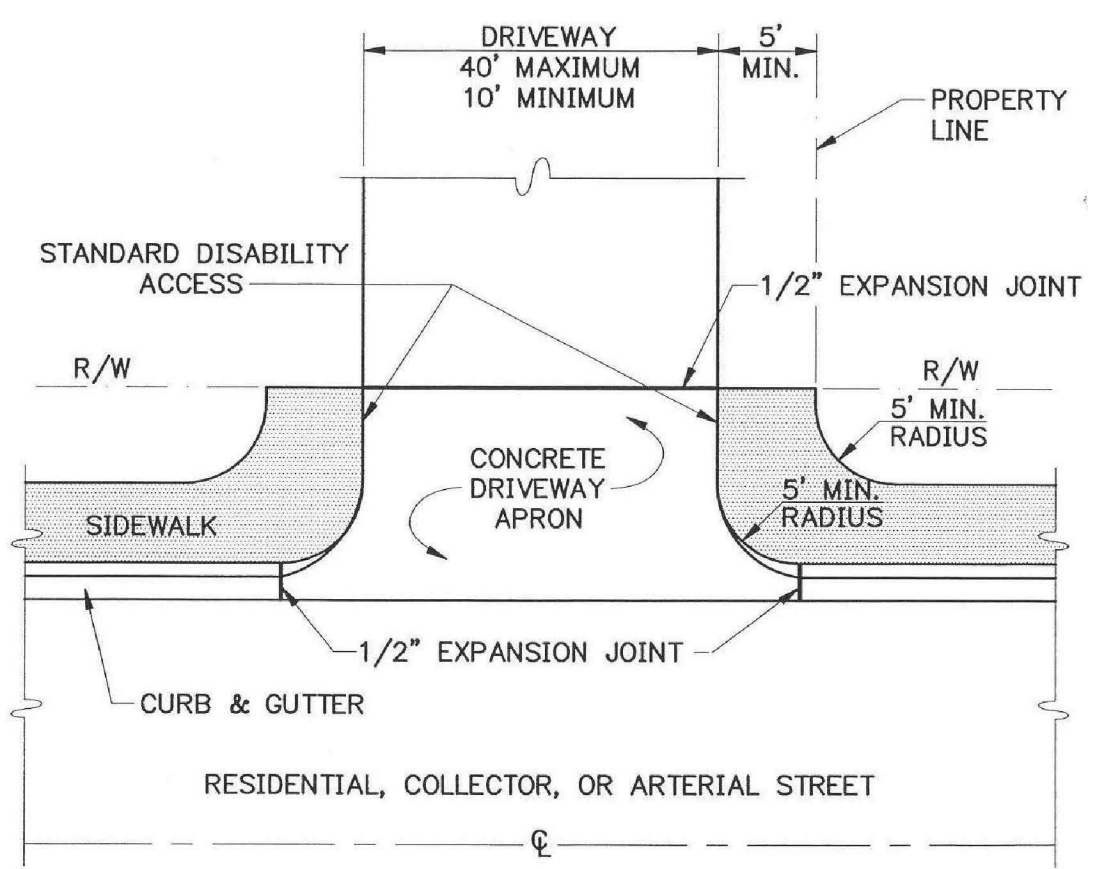 DRIVEWAY
40' MAXIMUM
10' MINIMUM
5'
MIN.
PROPERTY
LINE
STANDARD DISABILITY
ACCESS
1/2" EXPANSION JOINT
R/W
R/W
5' MIN.
RADIUS
CONCRETE
DRIVEWAY
APRON
5' MIN.
RADIUS
SIDEWALK
1/2" EXPANSION JOINT
CURB & GUTTER
RESIDENTIAL, COLLECTOR, OR ARTERIAL STREET
℄